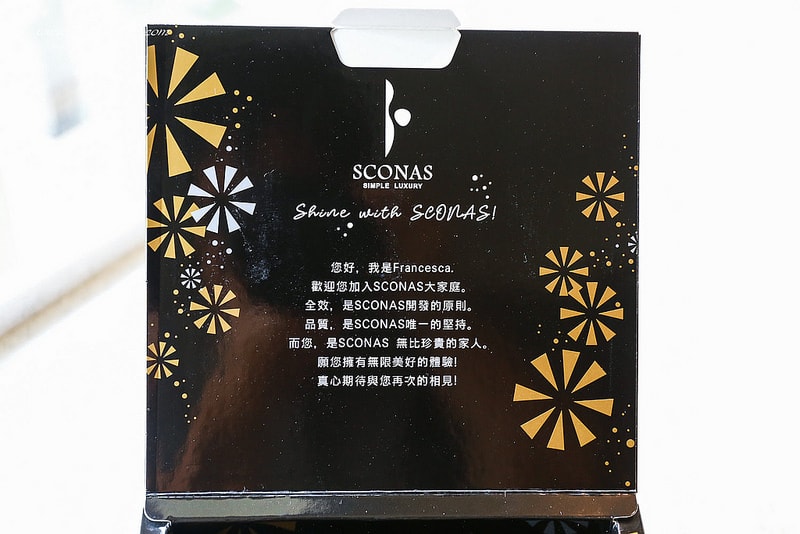 SCONAS
SIMPLE LUXURY
Shine with SCONAS!
您好，我是Francesca.
歡迎您加入SCONAS大家庭。
全效，是SCONAS開發的原則。
品質，是SCONAS唯一的堅持。
而您，是SCONAS 無比珍貴的家人。
願您擁有無限美好的體驗!
真心期待與您再次的相見!